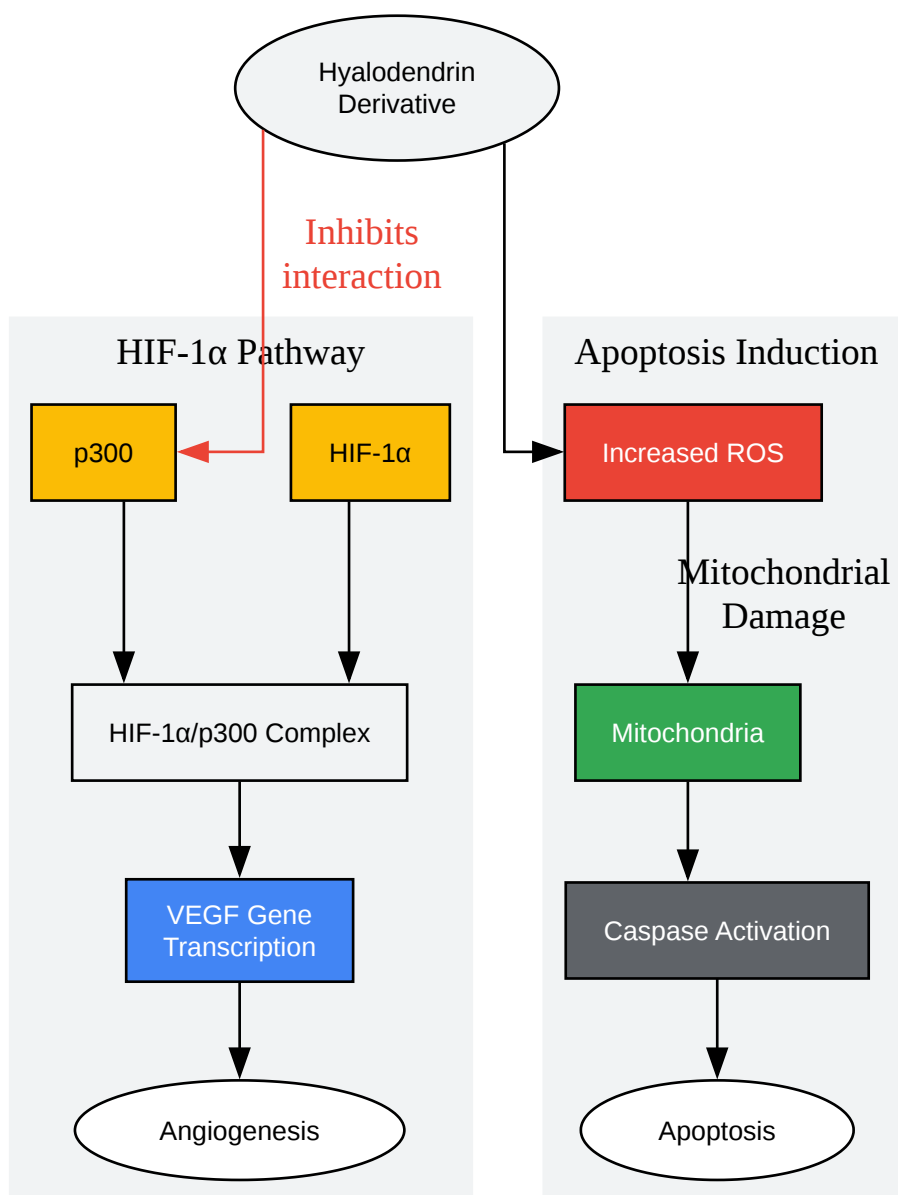 Hyalodendrin
Derivative
Inhibits
interaction
HIF-1α Pathway
p300
HIF-1α
HIF-1α/p300 Complex
VEGF Gene
Transcription
Angiogenesis
Apoptosis Induction
Increased ROS
Mitochondrial
Damage
Mitochondria
Caspase Activation
Apoptosis